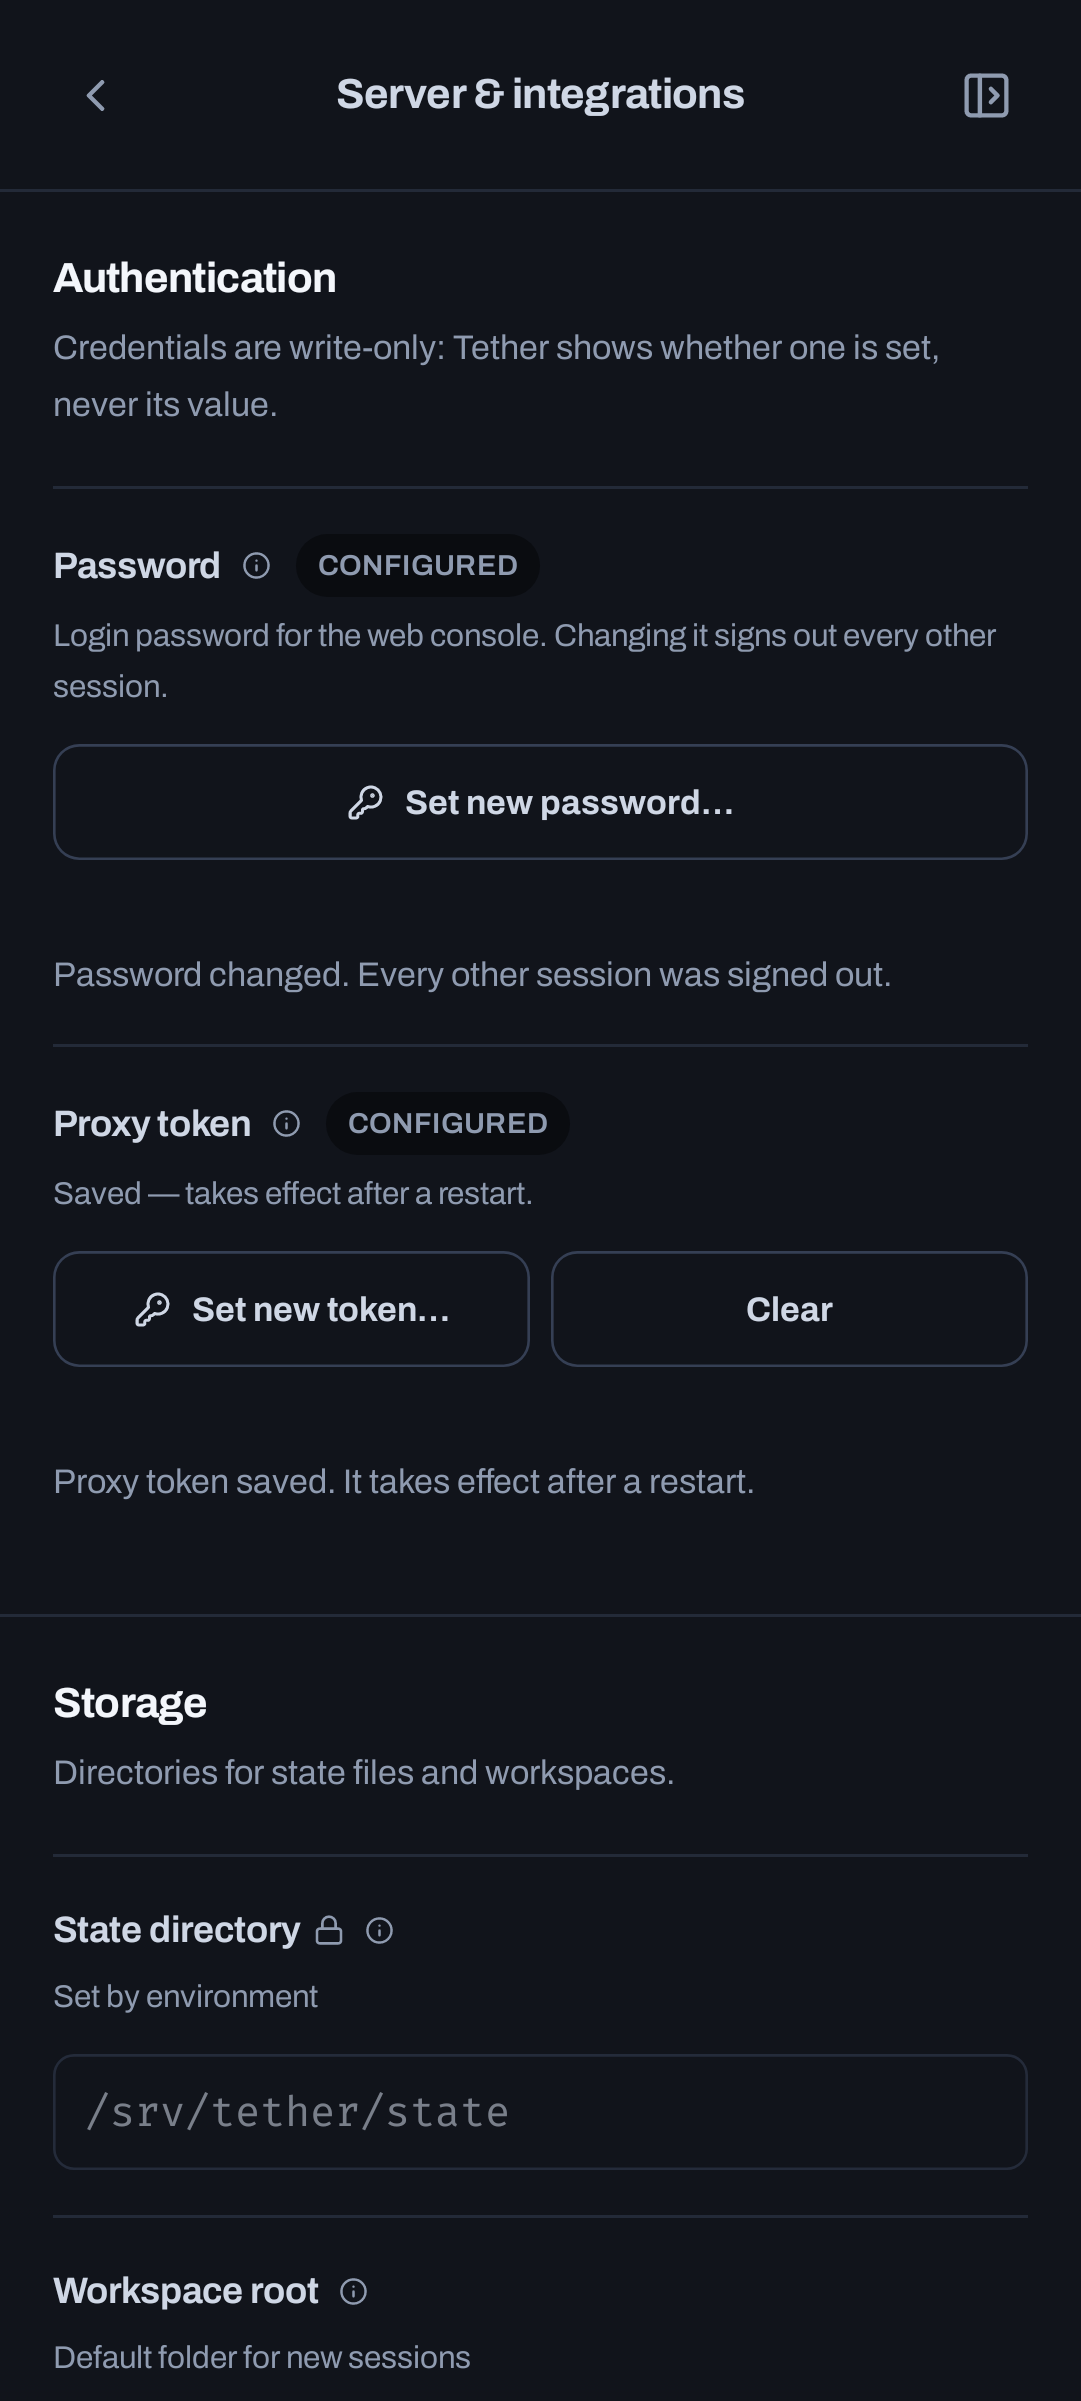 Server & integrations
Authentication
Credentials are write-only: Tether shows whether one is set,
never its value.
Password CONFIGURED
Login password for the web console. Changing it signs out every other
session.
Set new password…
Password changed. Every other session was signed out.
Proxy token CONFIGURED
Saved — takes effect after a restart.
Set new token… Clear
Proxy token saved. It takes effect after a restart.
Storage
Directories for state files and workspaces.
State directory
Set by environment
/srv/tether/state
Workspace root
Default folder for new sessions